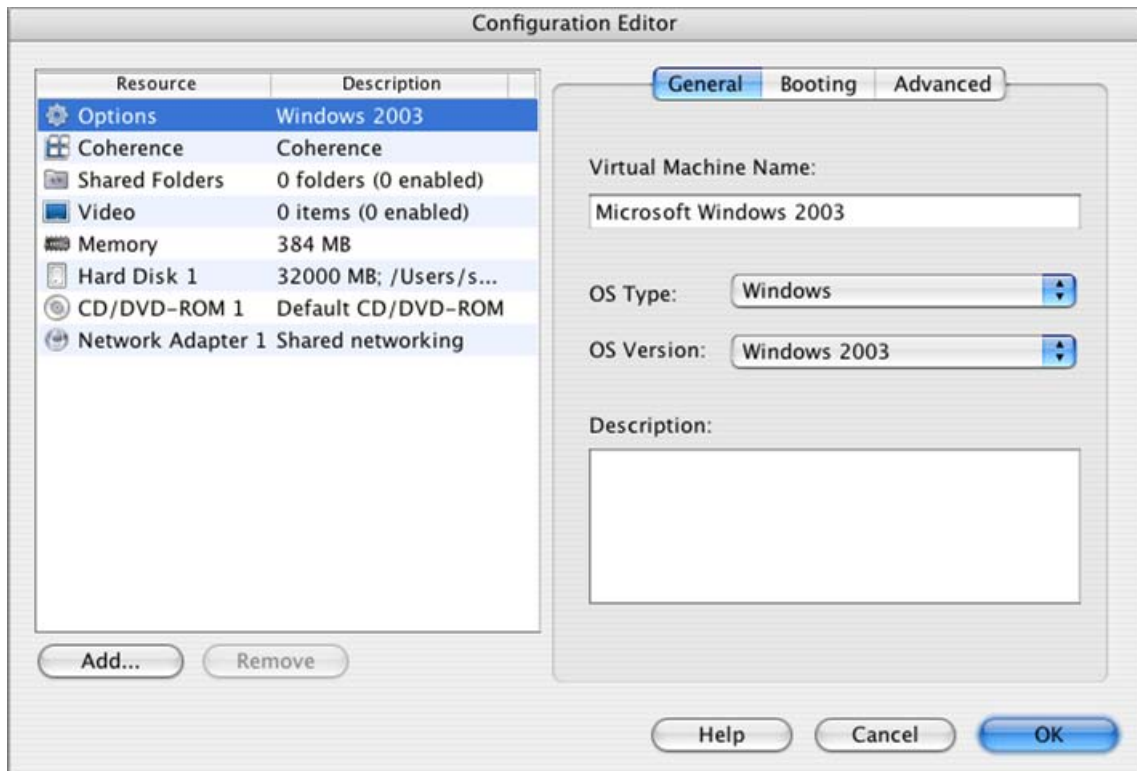 Configuration Editor
Resource Description
Options Windows 2003
Coherence Coherence
Shared Folders 0 folders (0 enabled)
Video 0 items (0 enabled)
Memory 384 MB
Hard Disk 1 32000 MB; /Users/s...
CD/DVD-ROM 1 Default CD/DVD-ROM
Network Adapter 1 Shared networking
Add... Remove
General Booting Advanced
Virtual Machine Name:
Microsoft Windows 2003
OS Type: Windows
OS Version: Windows 2003
Description:
Help Cancel OK